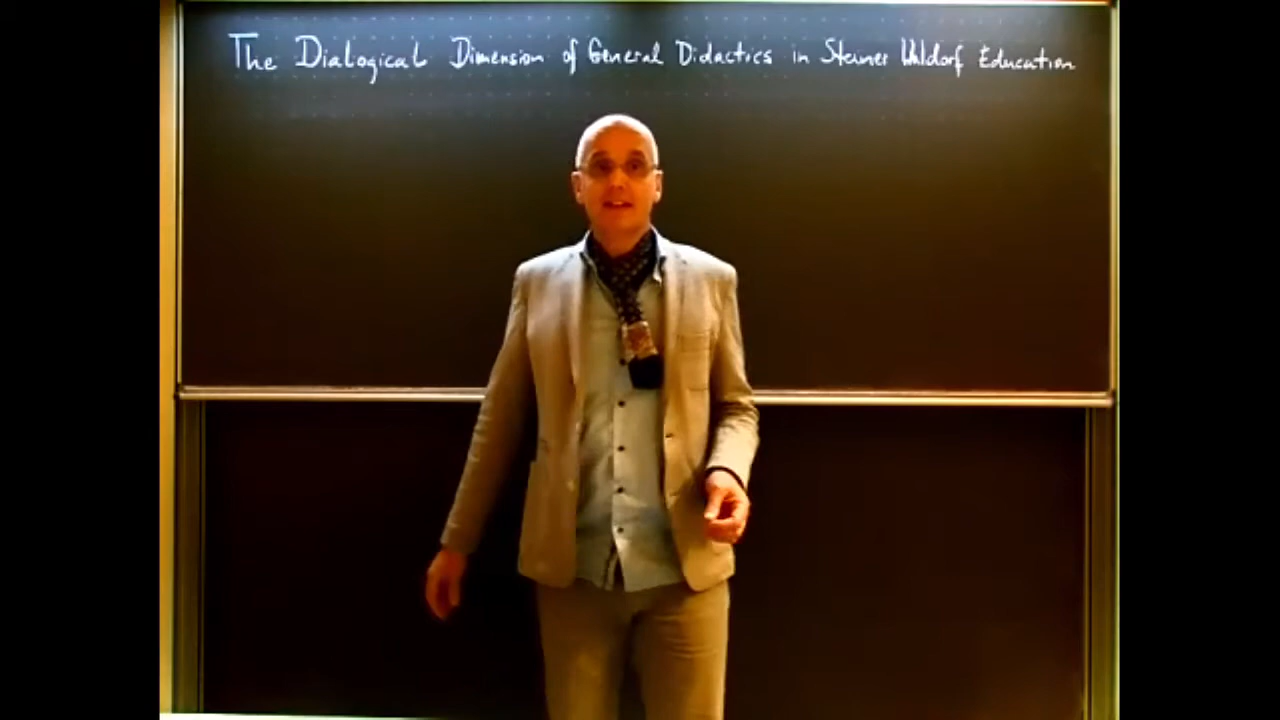 The Dialogical Dimension of General Didactics in Steiner Waldorf Education